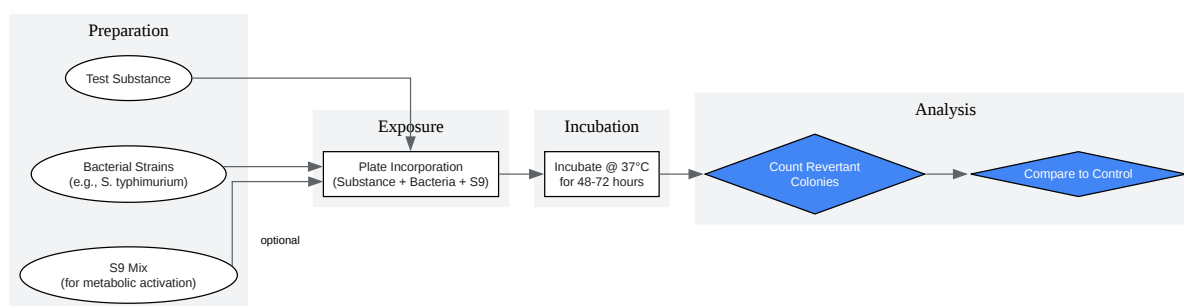 Preparation
Test Substance
Bacterial Strains
(e.g., S. typhimurium)
S9 Mix
(for metabolic activation)
optional
Exposure
Plate Incorporation
(Substance + Bacteria + S9)
Incubation
Incubate @ 37°C
for 48-72 hours
Analysis
Count Revertant
Colonies
Compare to Control